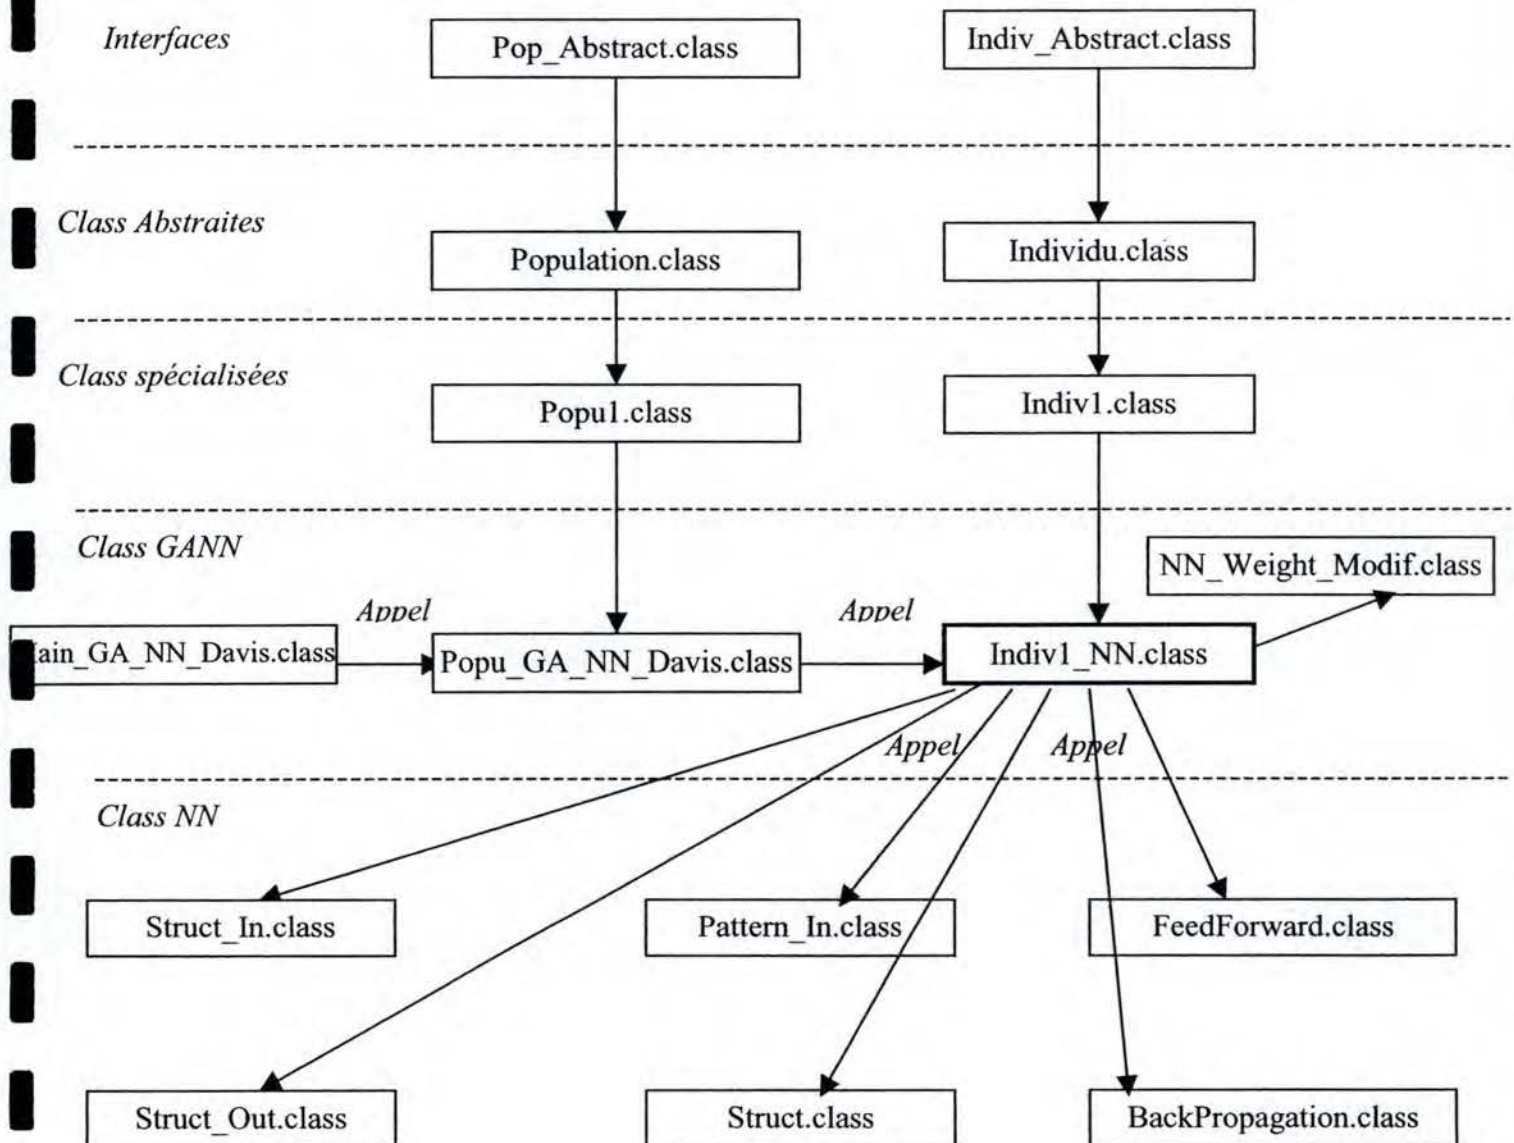 Interfaces
Pop_Abstract.class
Indiv_Abstract.class
Class Abstraites
Population.class
Individu.class
Class spécialisées
Popu1.class
Indiv1.class
Class GANN
NN_Weight_Modif.class
Appel
Appel
ain_GA_NN_Davis.class
Popu_GA_NN_Davis.class
Indiv1_NN.class
Appel
Appel
Class NN
Struct_In.class
Pattern_In.class
FeedForward.class
Struct_Out.class
Struct.class
BackPropagation.class